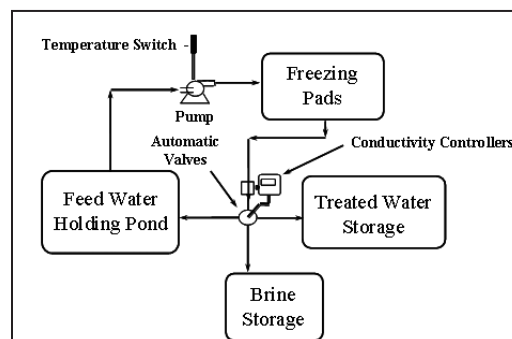 Temperature Switch
Pump
Freezing
Pads
Automatic
Valves
Conductivity Controllers
Feed Water
Holding Pond
Treated Water
Storage
Brine
Storage